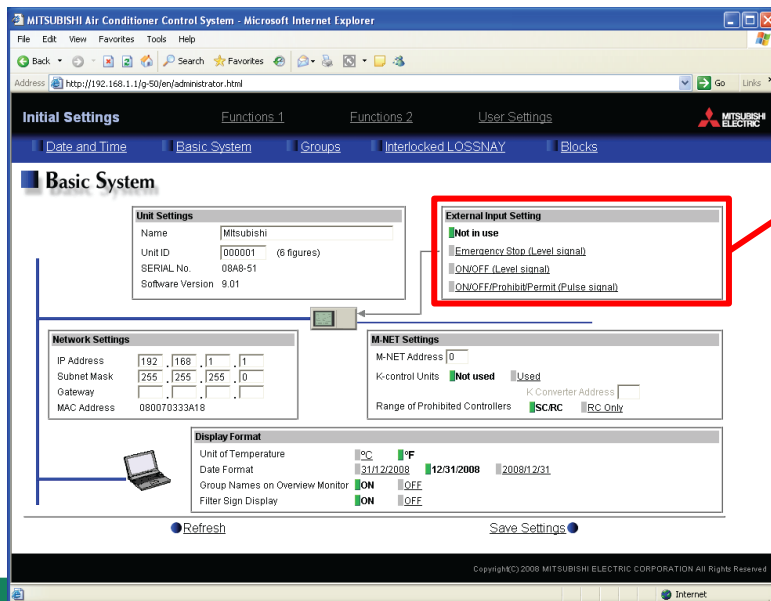 MITSUBISHI Air Conditioner Control System - Microsoft Internet Explorer
File Edit View Favorites Tools Help
Back Search Favorites
Address http://192.168.1.1/g-50/en/administrator.html Go Links
Initial Settings Functions 1 Functions 2 User Settings MITSUBISHI ELECTRIC
Date and Time Basic System Groups Interlocked LOSSNAY Blocks
Basic System
Unit Settings
Name MItsubishi
Unit ID 000001 (6 figures)
SERIAL No. 08A8-51
Software Version 9.01
External Input Setting
Not in use
Emergency Stop (Level signal)
ON/OFF (Level signal)
ON/OFF/Prohibit/Permit (Pulse signal)
Network Settings
IP Address 192 . 168 . 1 . 1
Subnet Mask 255 . 255 . 255 . 0
Gateway . . .
MAC Address 080070333A18
M-NET Settings
M-NET Address 0
K-control Units Not used Used
K Converter Address
Range of Prohibited Controllers SC/RC RC Only
Display Format
Unit of Temperature ºC ºF
Date Format 31/12/2008 12/31/2008 2008/12/31
Group Names on Overview Monitor ON OFF
Filter Sign Display ON OFF
Refresh Save Settings
Copyright(C) 2008 MITSUBISHI ELECTRIC CORPORATION All Rights Reserved
Internet